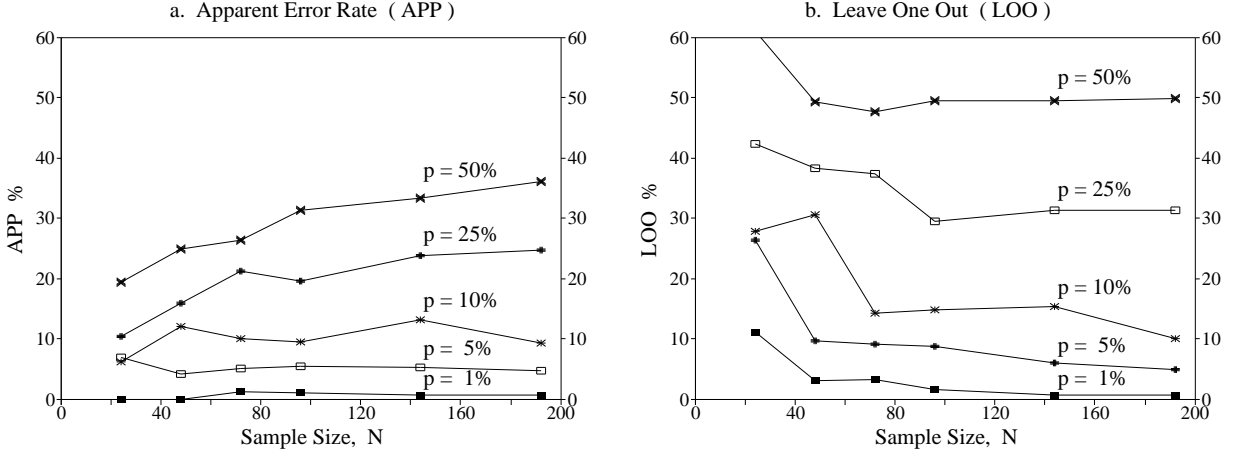 a. Apparent Error Rate ( APP )
60 60
50 50
40 40
30 30
20 20
10 10
0 0
APP %
p = 50%
p = 25%
p = 10%
p = 5%
p = 1%
0 40 80 120 160 200
Sample Size, N
b. Leave One Out ( LOO )
60 60
50 50
40 40
30 30
20 20
10 10
0 0
LOO %
p = 50%
p = 25%
p = 10%
p = 5%
p = 1%
0 40 80 120 160 200
Sample Size, N